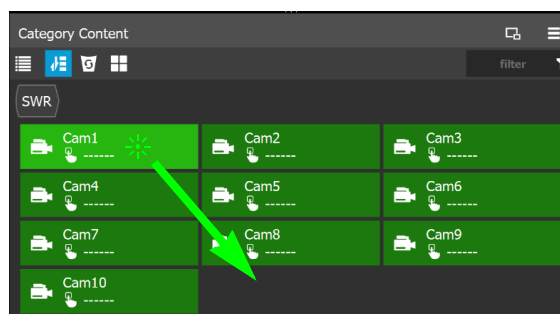 Category Content
filter
SWR
Cam1 Cam2 Cam3
------ ------ ------
Cam4 Cam5 Cam6
------ ------ ------
Cam7 Cam8 Cam9
------ ------ ------
Cam10
------